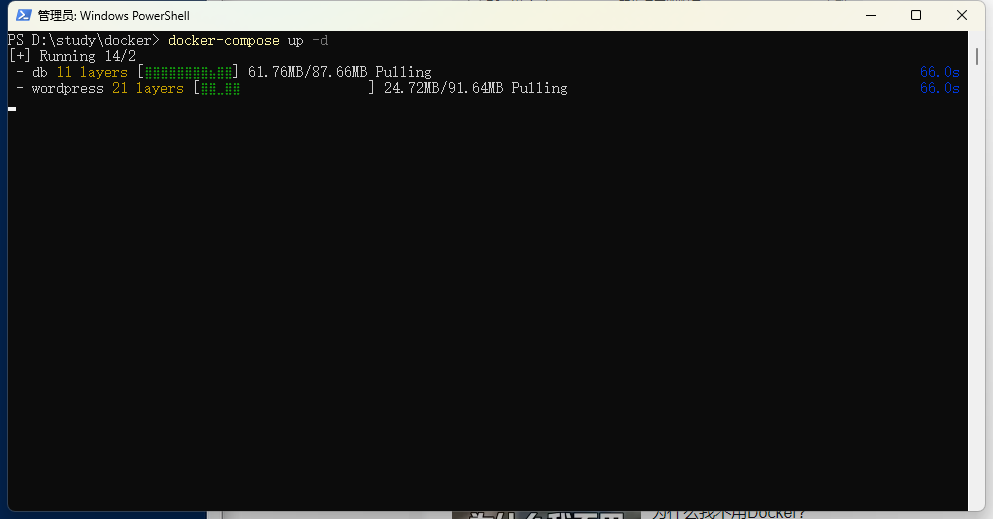 管理员: Windows PowerShell
PS D:\study\docker> docker-compose up -d
[+] Running 14/2
- db 11 layers [⣿⣿⣿⣿⣿⣿⣿⣿⣦⣿⣿] 61.76MB/87.66MB Pulling 66.0s
- wordpress 21 layers [⣿⣿⣀⣿⣿ ] 24.72MB/91.64MB Pulling 66.0s
为什么我不用Docker?